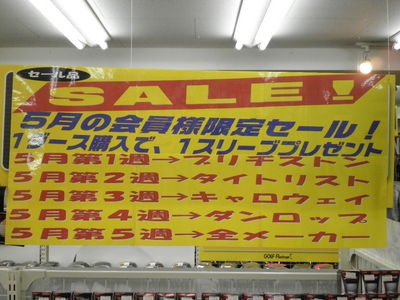 セール品
SALE!
5月の会員様限定セール!
1ダース購入で、1スリーブプレゼント
5月第1週→ブリヂストン
5月第2週→タイトリスト
5月第3週→キャロウェイ
5月第4週→ダンロップ
5月第5週→全メーカー
GOLF Partner